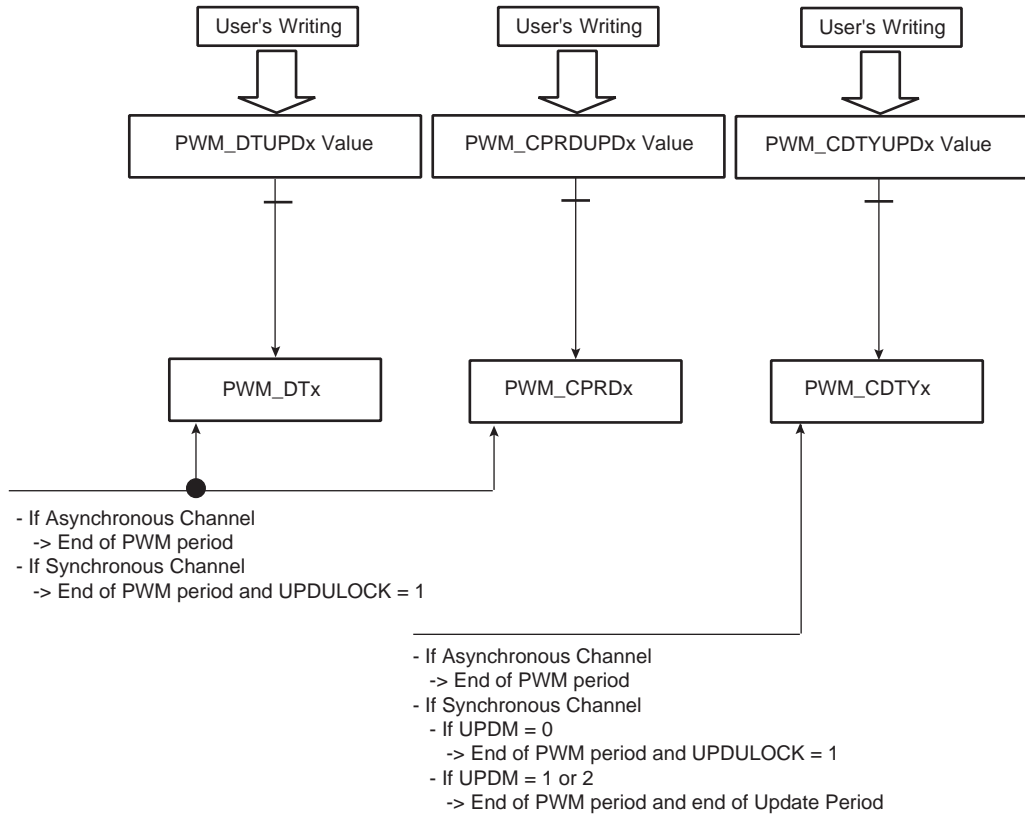 User's Writing
User's Writing
User's Writing
PWM_DTUPDx Value
PWM_CPRDUPDx Value
PWM_CDTYUPDx Value
PWM_DTx
PWM_CPRDx
PWM_CDTYx
- If Asynchronous Channel
-> End of PWM period
- If Synchronous Channel
-> End of PWM period and UPDULOCK = 1
- If Asynchronous Channel
-> End of PWM period
- If Synchronous Channel
- If UPDM = 0
-> End of PWM period and UPDULOCK = 1
- If UPDM = 1 or 2
-> End of PWM period and end of Update Period